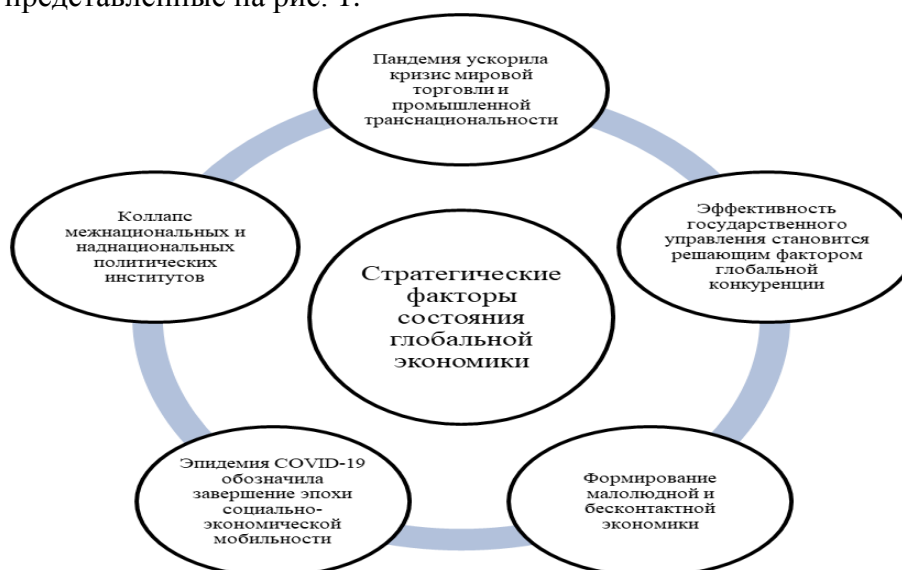 представленные на рис. 1.
Пандемия ускорила
кризис мировой
торговли и
промышленной
транснациональности
Эффективность
государственного
управления становится
решающим фактором
глобальной
конкуренции
Коллапс
межнациональных и
наднациональных
политических
институтов
Стратегические
факторы
состояния
глобальной
экономики
Эпидемия COVID-19
обозначила
завершение эпохи
социально-
экономической
мобильности
Формирование
малолюдной и
бесконтактной
экономики